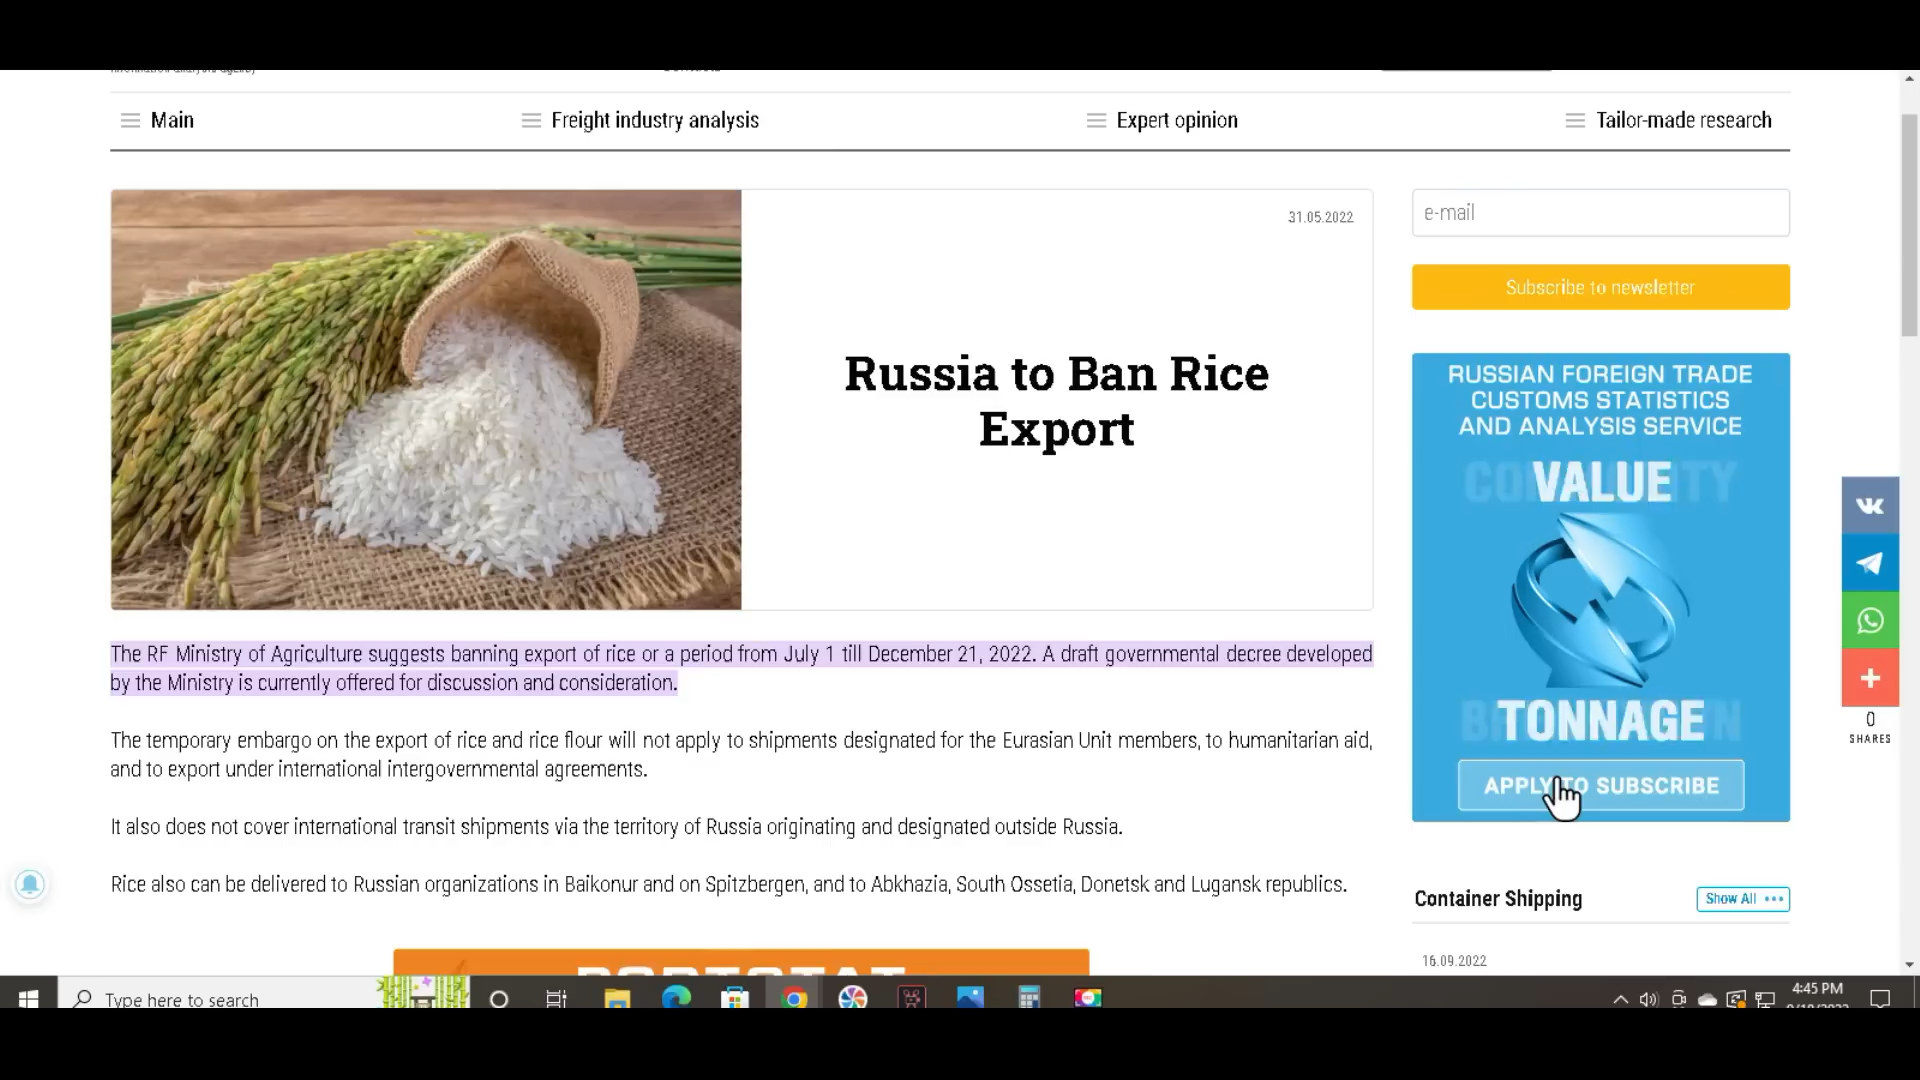 Main
Freight industry analysis
Expert opinion
Tailor-made research
31.05.2022
Russia to Ban Rice
Export
The RF Ministry of Agriculture suggests banning export of rice or a period from July 1 till December 21, 2022. A draft governmental decree developed
by the Ministry is currently offered for discussion and consideration.
The temporary embargo on the export of rice and rice flour will not apply to shipments designated for the Eurasian Unit members, to humanitarian aid,
and to export under international intergovernmental agreements.
It also does not cover international transit shipments via the territory of Russia originating and designated outside Russia.
Rice also can be delivered to Russian organizations in Baikonur and on Spitzbergen, and to Abkhazia, South Ossetia, Donetsk and Lugansk republics.
e-mail
Subscribe to newsletter
RUSSIAN FOREIGN TRADE
CUSTOMS STATISTICS
AND ANALYSIS SERVICE
VALUE
TONNAGE
APPLY TO SUBSCRIBE
0
SHARES
Container Shipping
Show All
16.09.2022
Type here to search
4:45 PM